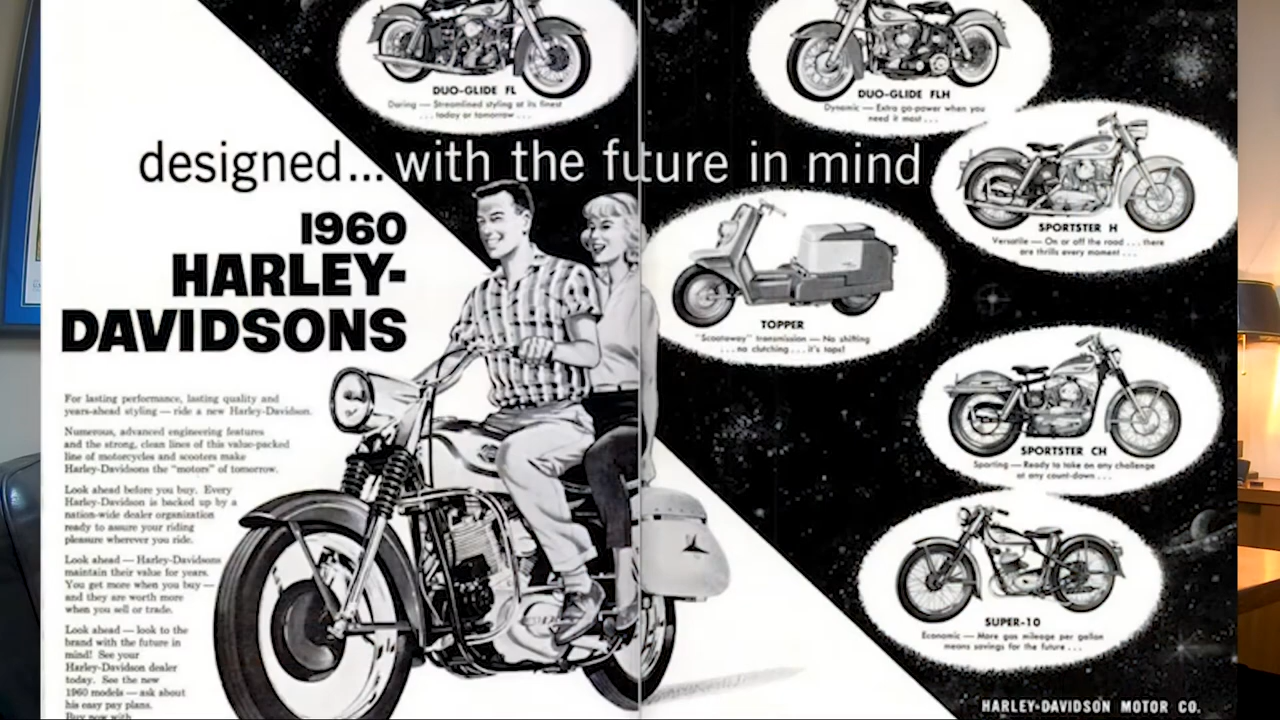 DUO-GLIDE FL
Daring — Streamlined styling at its finest
. . . today or tomorrow . . .
DUO-GLIDE FLH
Dynamic — Extra go-power when you
need it most . . .
designed... with the future in mind
1960
HARLEY-
DAVIDSONS
For lasting performance, lasting quality and
years-ahead styling — ride a new Harley-Davidson.
Numerous, advanced engineering features
and the strong, clean lines of this value-packed
line of motorcycles and scooters make
Harley-Davidsons the "motors" of tomorrow.
Look ahead before you buy. Every
Harley-Davidson is backed up by a
nation-wide dealer organization
ready to assure your riding
pleasure wherever you ride.
Look ahead — Harley-Davidsons
maintain their value for years.
You get more when you buy —
and they are worth more
when you sell or trade.
Look ahead — look to the
brand with the future in
mind! See your
Harley-Davidson dealer
today. See the new
1960 models — ask about
his easy pay plans.
Buy now with
SPORTSTER H
Versatile — On or off the road . . . there
are thrills every moment . . .
TOPPER
"Scootaway" transmission — No shifting
. . . no clutching . . . it's tops!
SPORTSTER CH
Sporting — Ready to take on any challenge
at any count-down . . .
SUPER-10
Economic — More gas mileage per gallon
means savings for the future . . .
HARLEY-DAVIDSON MOTOR CO.